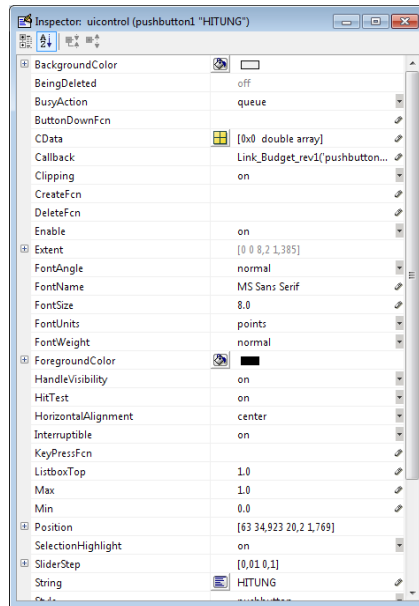 Inspector: uicontrol (pushbutton1 "HITUNG")
BackgroundColor
BeingDeleted off
BusyAction queue
ButtonDownFcn
CData [0x0 double array]
Callback Link_Budget_rev1('pushbutton...
Clipping on
CreateFcn
DeleteFcn
Enable on
Extent [0 0 8,2 1,385]
FontAngle normal
FontName MS Sans Serif
FontSize 8.0
FontUnits points
FontWeight normal
ForegroundColor
HandleVisibility on
HitTest on
HorizontalAlignment center
Interruptible on
KeyPressFcn
ListboxTop 1.0
Max 1.0
Min 0.0
Position [63 34,923 20,2 1,769]
SelectionHighlight on
SliderStep [0,01 0,1]
String HITUNG
Style pushbutton